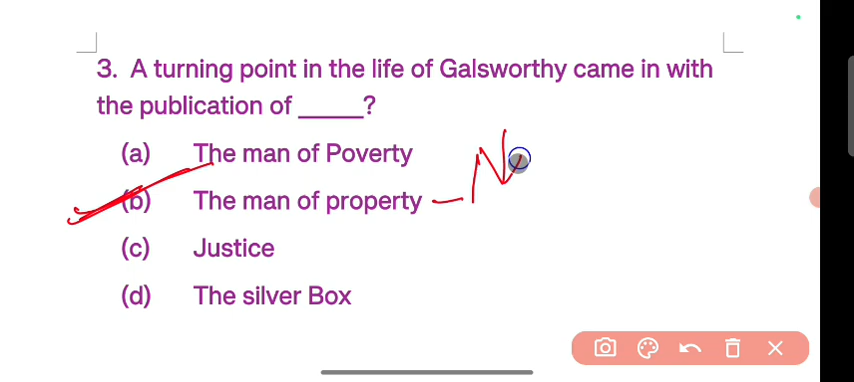 3. A turning point in the life of Galsworthy came in with
the publication of _____?
(a) The man of Poverty
(b) The man of property - N
(c) Justice
(d) The silver Box